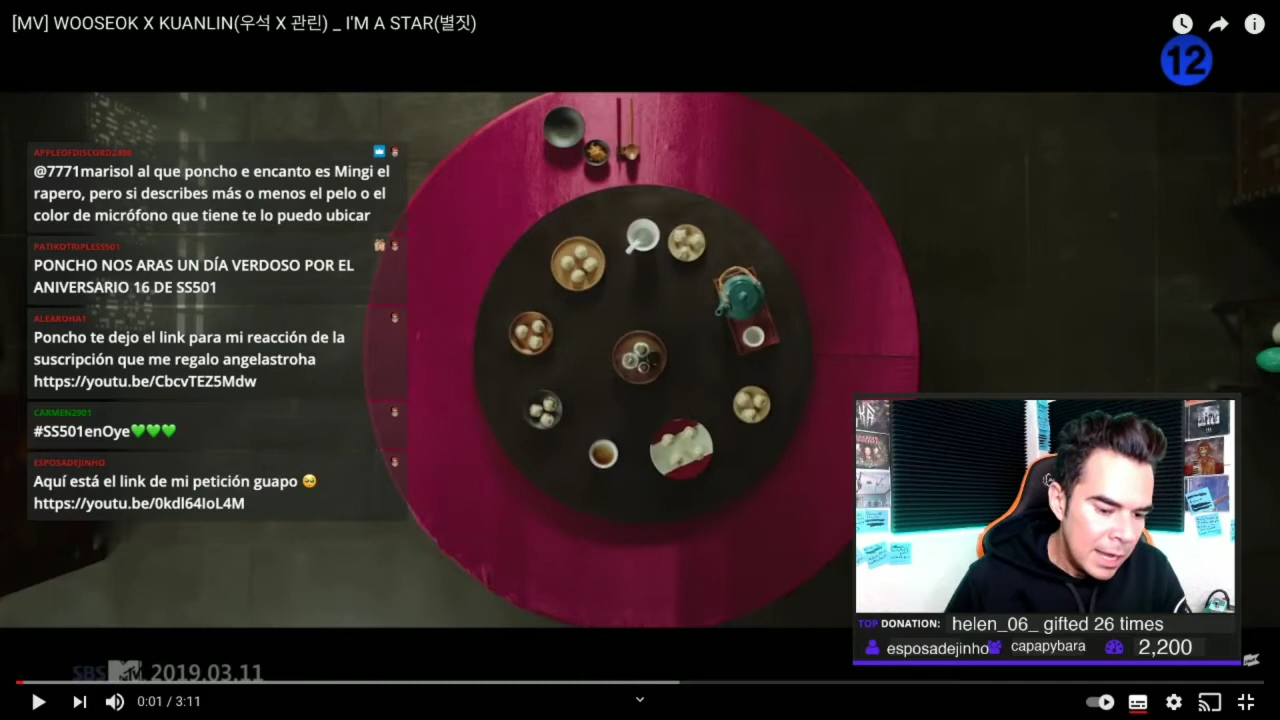 [MV] WOOSEOK X KUANLIN(우석 X 관린) _ I'M A STAR(별짓)
12
APPLEOFDISCORD2406
@7771marisol al que poncho e encanto es Mingi el
rapero, pero si describes más o menos el pelo o el
color de micrófono que tiene te lo puedo ubicar
PATIKOTRIPLESS501
PONCHO NOS ARAS UN DÍA VERDOSO POR EL
ANIVERSARIO 16 DE SS501
ALEAROHA1
Poncho te dejo el link para mi reacción de la
suscripción que me regalo angelastroha
https://youtu.be/CbcvTEZ5Mdw
CARMEN2901
#SS501enOye💚💚💚
ESPOSADEJINHO
Aquí está el link de mi petición guapo 🥺
https://youtu.be/0kdl64IoL4M
TOP DONATION: helen_06_ gifted 26 times
esposadejinho capapybara 2,200
SBS MTV 2019.03.11
0:01 / 3:11